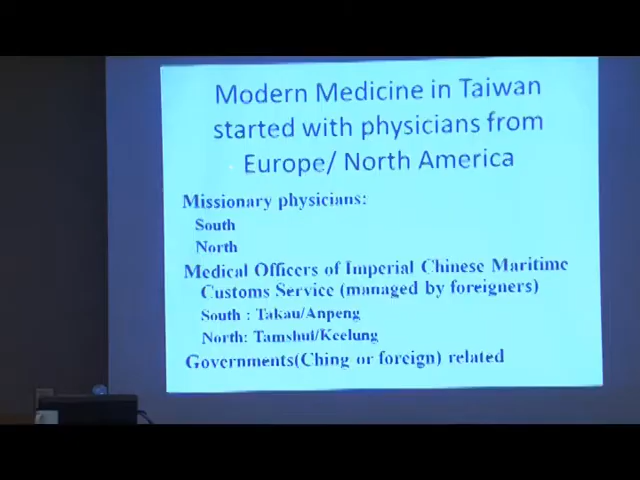 Modern Medicine in Taiwan
started with physicians from
Europe/ North America
Missionary physicians:
South
North
Medical Officers of Imperial Chinese Maritime
Customs Service (managed by foreigners)
South : Takau/Anpeng
North: Tamshui/Keelung
Governments(Ching or foreign) related